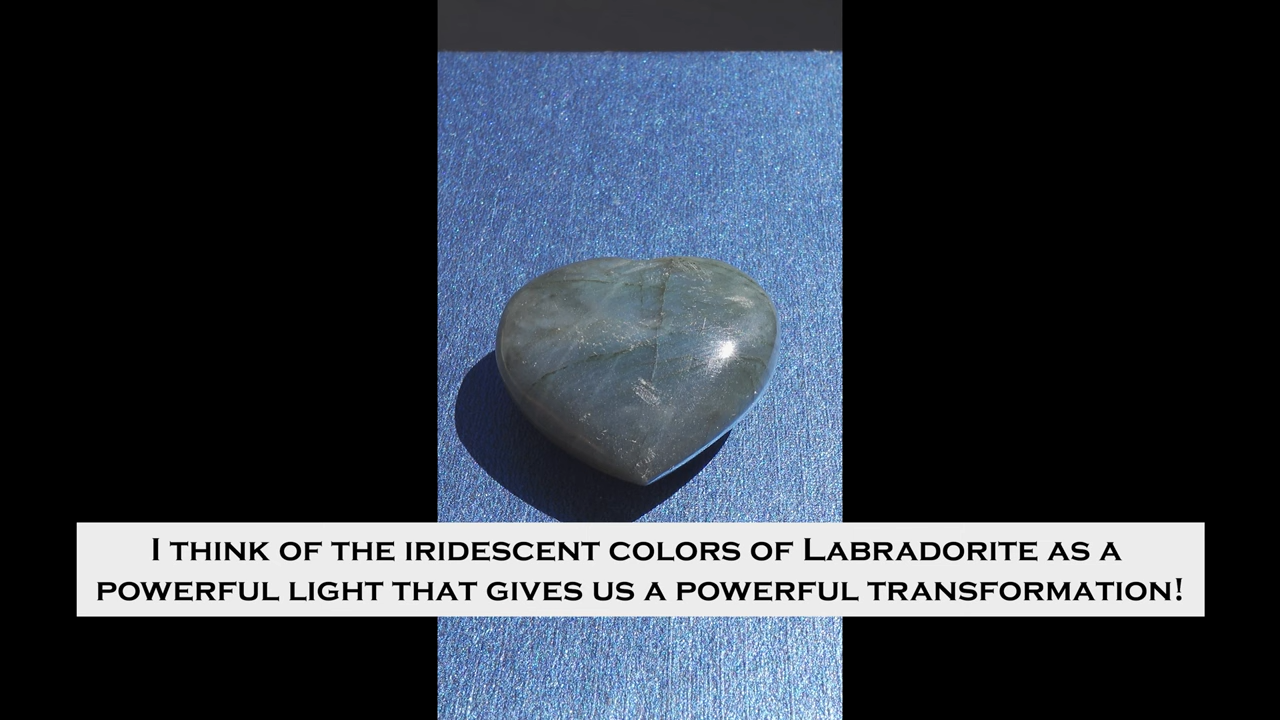 I THINK OF THE IRIDESCENT COLORS OF LABRADORITE AS A
POWERFUL LIGHT THAT GIVES US A POWERFUL TRANSFORMATION!